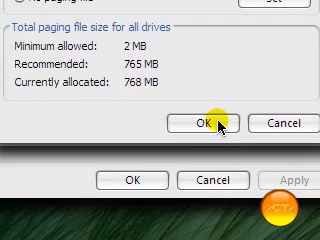 Set
Total paging file size for all drives
Minimum allowed: 2 MB
Recommended: 765 MB
Currently allocated: 768 MB
OK Cancel
OK Cancel Apply